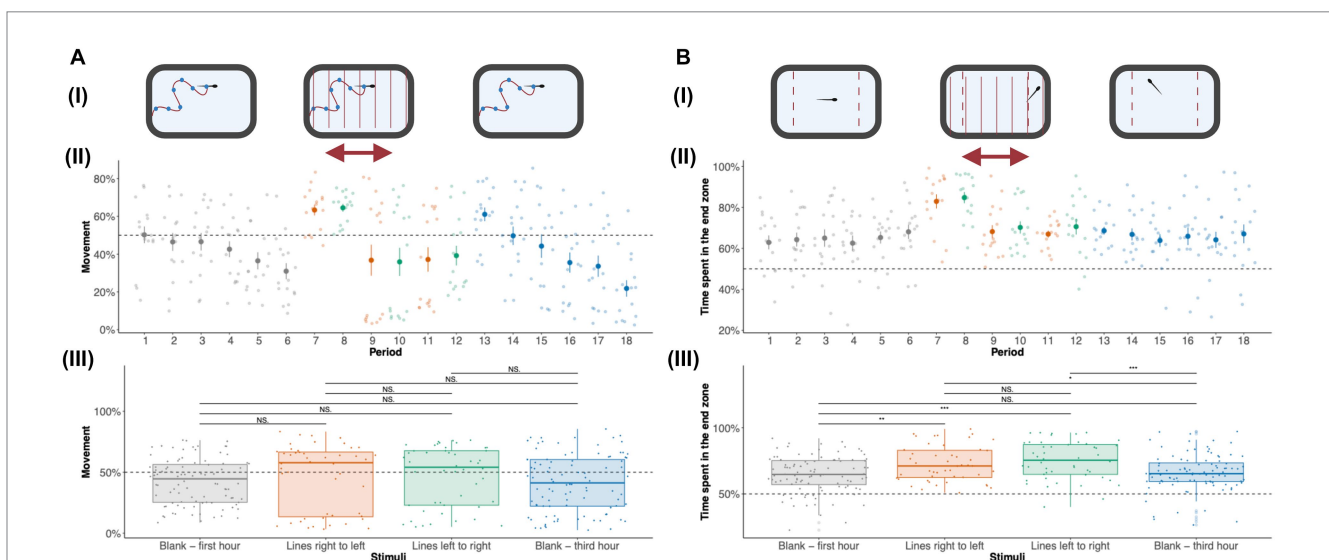 A
B
(I)
(I)
(II)
(II)
Movement
80%
60%
40%
20%
0%
1 2 3 4 5 6 7 8 9 10 11 12 13 14 15 16 17 18
Period
Time spent in the end zone
100%
80%
60%
40%
20%
1 2 3 4 5 6 7 8 9 10 11 12 13 14 15 16 17 18
Period
(III)
(III)
NS.
NS.
NS.
NS.
NS.
NS.
Movement
100%
50%
0%
Blank – first hour Lines right to left Lines left to right Blank – third hour
Stimuli
***
*
NS.
NS.
***
**
Time spent in the end zone
100%
50%
Blank – first hour Lines right to left Lines left to right Blank – third hour
Stimuli